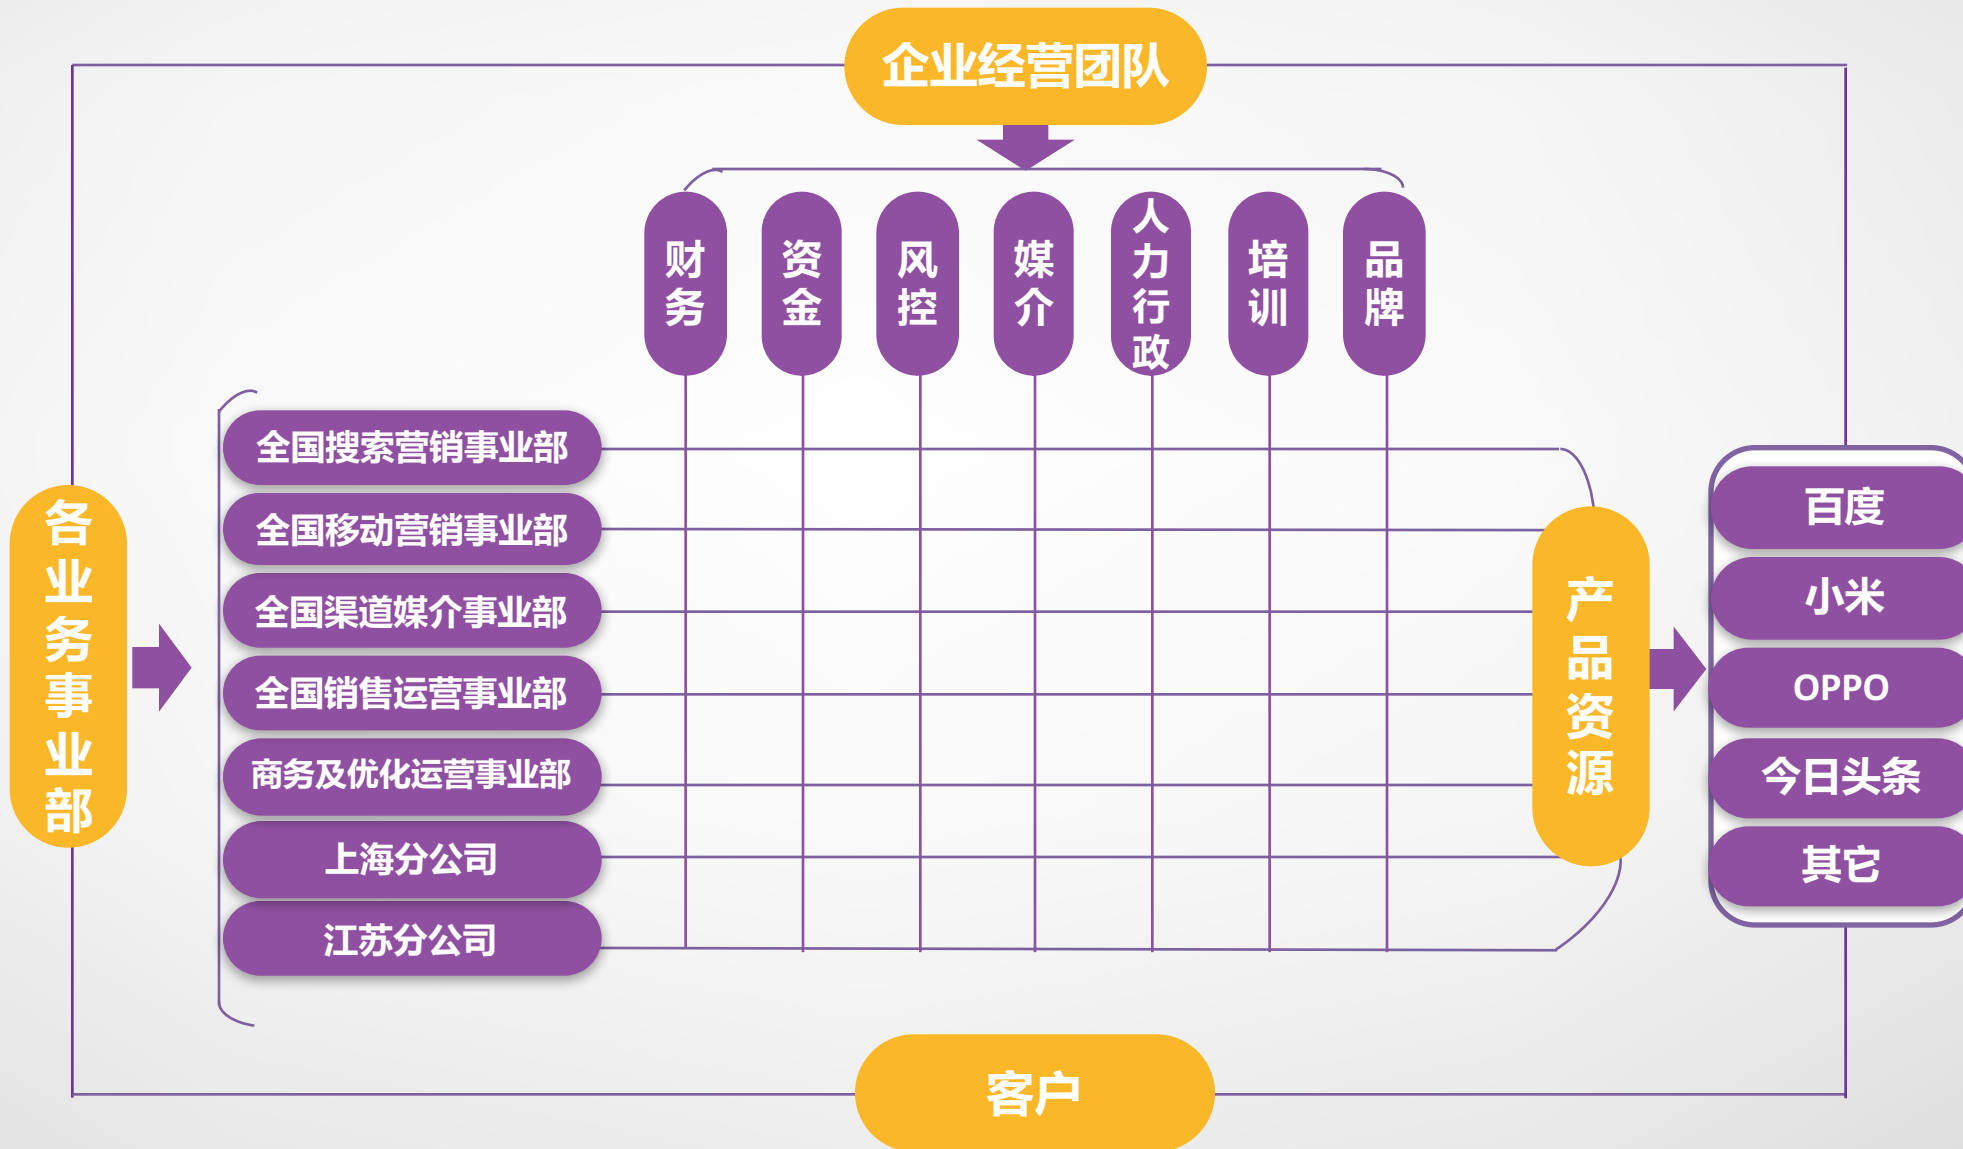 企业经营团队
财务
资金
风控
媒介
人力行政
培训
品牌
各业务事业部
全国搜索营销事业部
全国移动营销事业部
全国渠道媒介事业部
全国销售运营事业部
商务及优化运营事业部
上海分公司
江苏分公司
产品资源
百度
小米
OPPO
今日头条
其它
客户